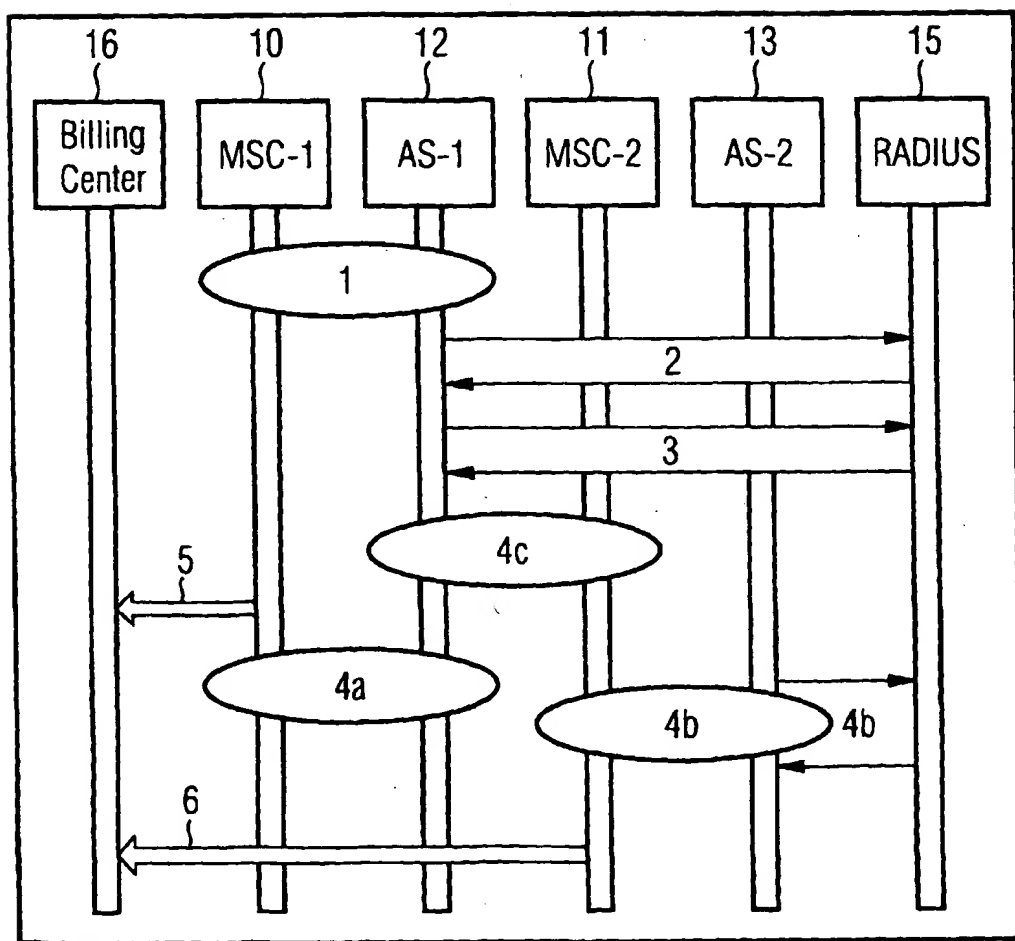 16 10 12 11 13 15
Billing
Center
MSC-1
AS-1
MSC-2
AS-2
RADIUS
1
2
3
4c
5
4a
4b 4b
6